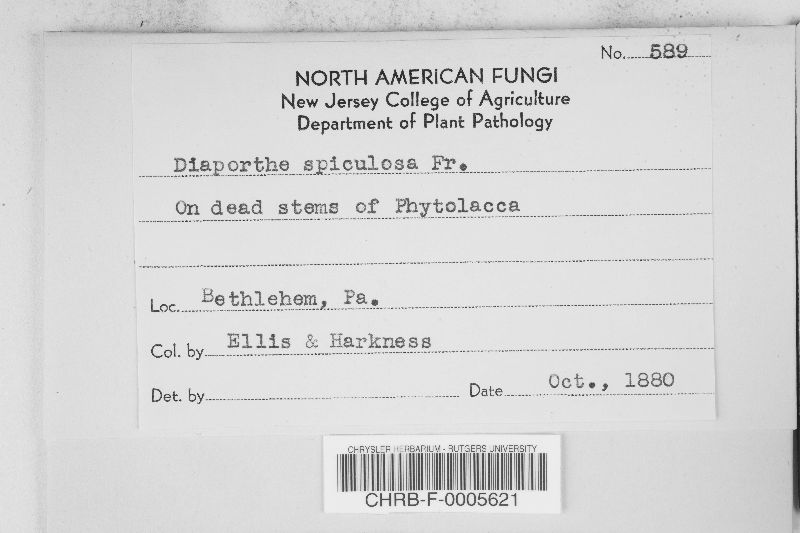 No. 589
NORTH AMERICAN FUNGI
New Jersey College of Agriculture
Department of Plant Pathology
Diaporthe spiculosa Fr.
On dead stems of Phytolacca
Loc. Bethlehem, Pa.
Col. by Ellis & Harkness
Det. by
Date Oct., 1880
CHRYSLER HERBARIUM - RUTGERS UNIVERSITY
CHRB-F-0005621